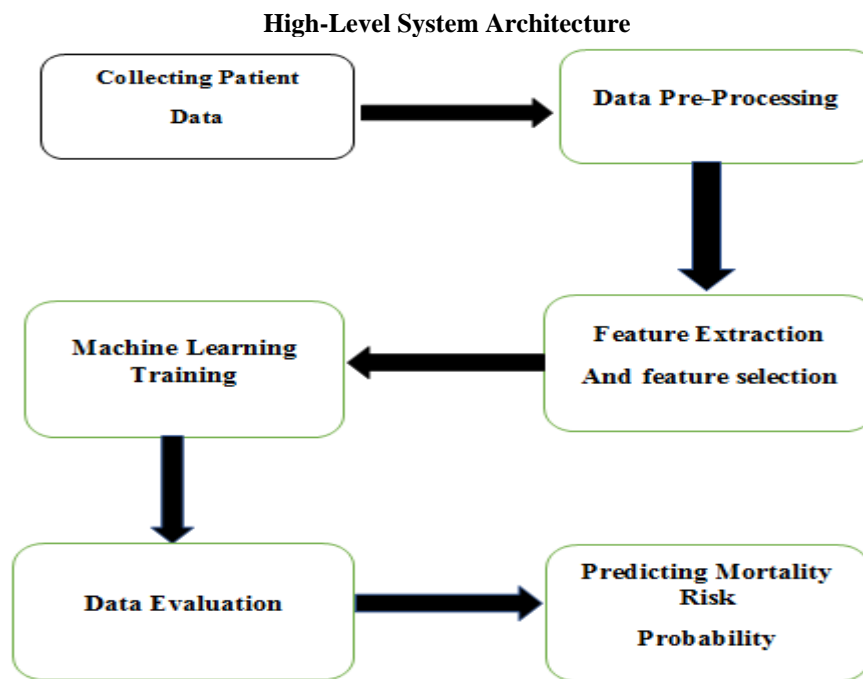 High-Level System Architecture
Collecting Patient
Data
Data Pre-Processing
Feature Extraction
And feature selection
Machine Learning
Training
Data Evaluation
Predicting Mortality
Risk
Probability